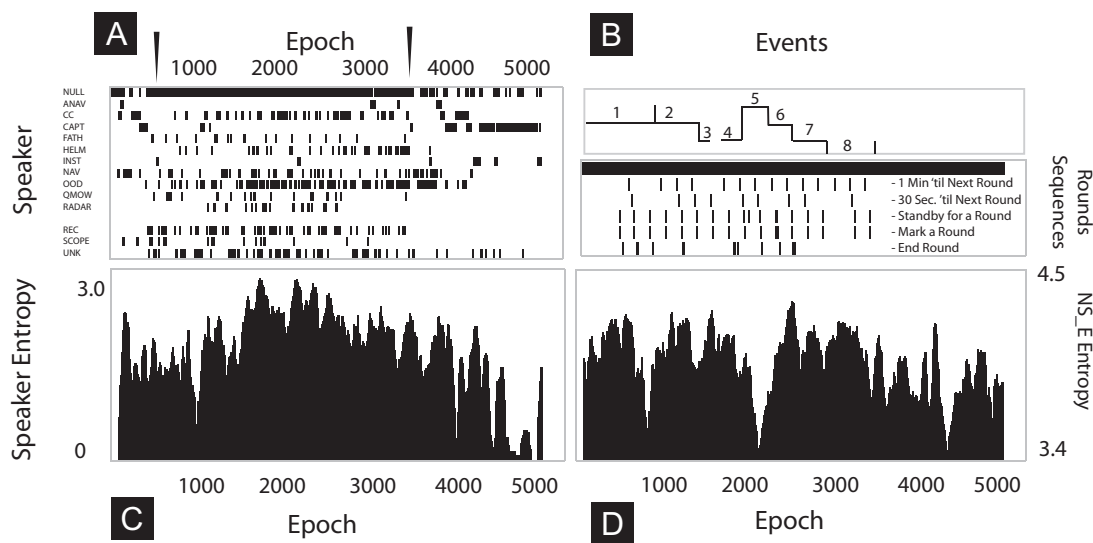 A
Epoch
1000 2000 3000 4000 5000
Speaker
NULL
ANAV
CC
CAPT
FATH
HELM
INST
NAV
OOD
QMOW
RADAR
REC
SCOPE
UNK
B
Events
1 2 3 4 5 6 7 8
- 1 Min ‘til Next Round
- 30 Sec. ‘til Next Round
- Standby for a Round
- Mark a Round
- End Round
Rounds
Sequences
Speaker Entropy
3.0
0
1000 2000 3000 4000 5000
C
Epoch
4.5
NS_E Entropy
3.4
1000 2000 3000 4000 5000
D
Epoch